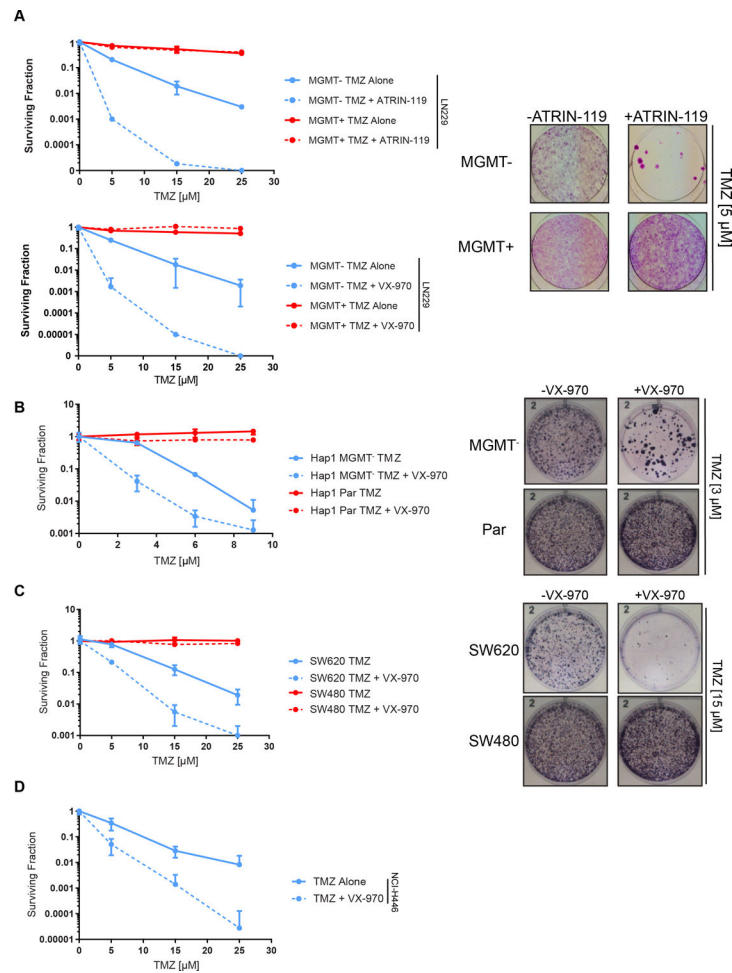 A
1
0.1
0.01
0.001
0.0001
0
Surviving Fraction
0 5 10 15 20 25 30
TMZ [µM]
MGMT- TMZ Alone
MGMT- TMZ + ATRIN-119
MGMT+ TMZ Alone
MGMT+ TMZ + ATRIN-119
LN229
-ATRIN-119 +ATRIN-119
MGMT-
MGMT+
TMZ [5 µM]
1
0.1
0.01
0.001
0.0001
0.00001
0
Surviving Fraction
0 5 10 15 20 25 30
TMZ [µM]
MGMT- TMZ Alone
MGMT- TMZ + VX-970
MGMT+ TMZ Alone
MGMT+ TMZ + VX-970
LN229
B
10
1
0.1
0.01
0.001
Surviving Fraction
0 2 4 6 8 10
TMZ [µM]
Hap1 MGMT- TMZ
Hap1 MGMT- TMZ + VX-970
Hap1 Par TMZ
Hap1 Par TMZ + VX-970
-VX-970 +VX-970
2 2
MGMT-
2 2
Par
TMZ [3 µM]
C
10
1
0.1
0.01
0.001
Surviving Fraction
0 5 10 15 20 25 30
TMZ [µM]
SW620 TMZ
SW620 TMZ + VX-970
SW480 TMZ
SW480 TMZ + VX-970
-VX-970 +VX-970
2 2
SW620
2 2
SW480
TMZ [15 µM]
D
1
0.1
0.01
0.001
0.0001
0.00001
Surviving Fraction
0 5 10 15 20 25 30
TMZ [µM]
TMZ Alone
TMZ + VX-970
NCI-H446